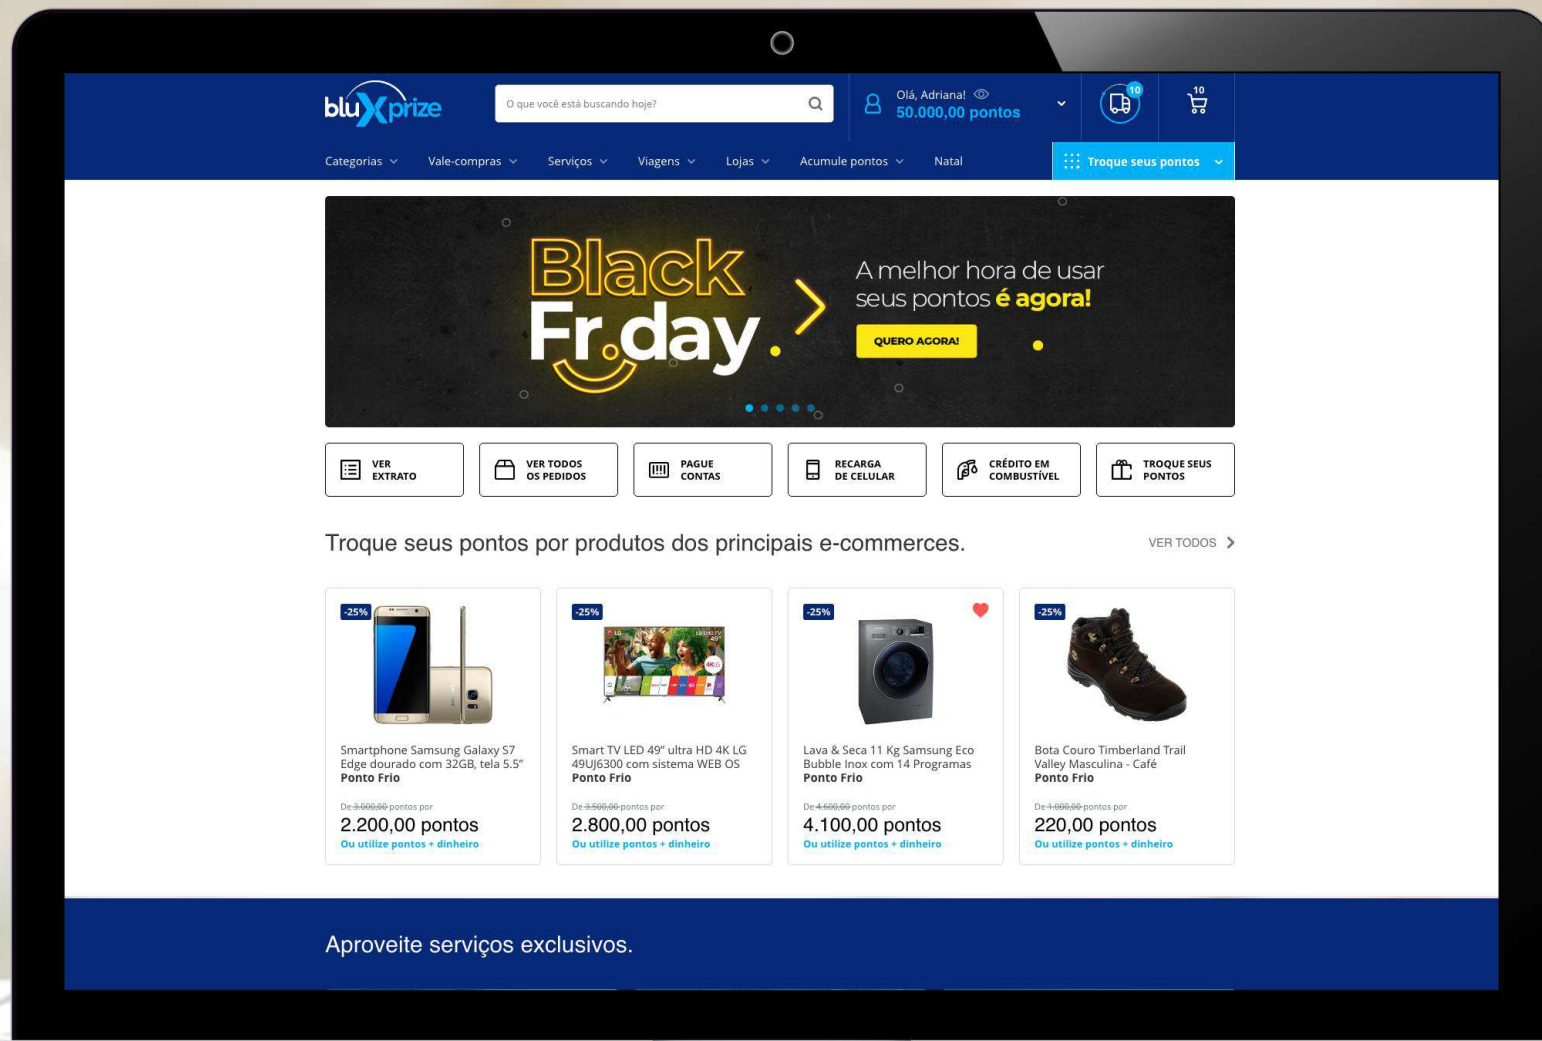 bluXprize
O que você está buscando hoje?
Olá, Adriana!
50.000,00 pontos
10
10
Categorias
Vale-compras
Serviços
Viagens
Lojas
Acumule pontos
Natal
Troque seus pontos
Black
Fr.day
A melhor hora de usar
seus pontos é agora!
QUERO AGORA!
VER
EXTRATO
VER TODOS
OS PEDIDOS
PAGUE
CONTAS
RECARGA
DE CELULAR
CRÉDITO EM
COMBUSTÍVEL
TROQUE SEUS
PONTOS
Troque seus pontos por produtos dos principais e-commerces.
VER TODOS
-25%
Smartphone Samsung Galaxy S7
Edge dourado com 32GB, tela 5.5”
Ponto Frio
De 3.000,00 pontos por
2.200,00 pontos
Ou utilize pontos + dinheiro
-25%
LG
49"
4K LG
Smart TV LED 49” ultra HD 4K LG
49UJ6300 com sistema WEB OS
Ponto Frio
De 3.500,00 pontos por
2.800,00 pontos
Ou utilize pontos + dinheiro
-25%
Lava & Seca 11 Kg Samsung Eco
Bubble Inox com 14 Programas
Ponto Frio
De 4.600,00 pontos por
4.100,00 pontos
Ou utilize pontos + dinheiro
-25%
Bota Couro Timberland Trail
Valley Masculina - Café
Ponto Frio
De 1.000,00 pontos por
220,00 pontos
Ou utilize pontos + dinheiro
Aproveite serviços exclusivos.